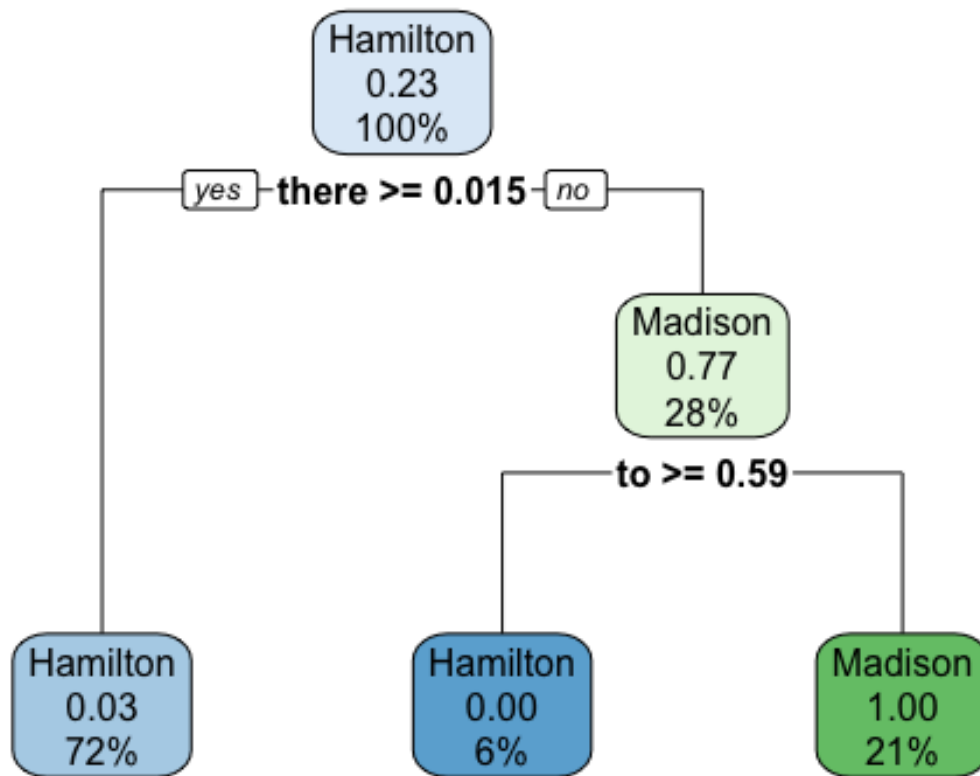 Hamilton
0.23
100%
yes there >= 0.015 no
Madison
0.77
28%
to >= 0.59
Hamilton
0.03
72%
Hamilton
0.00
6%
Madison
1.00
21%